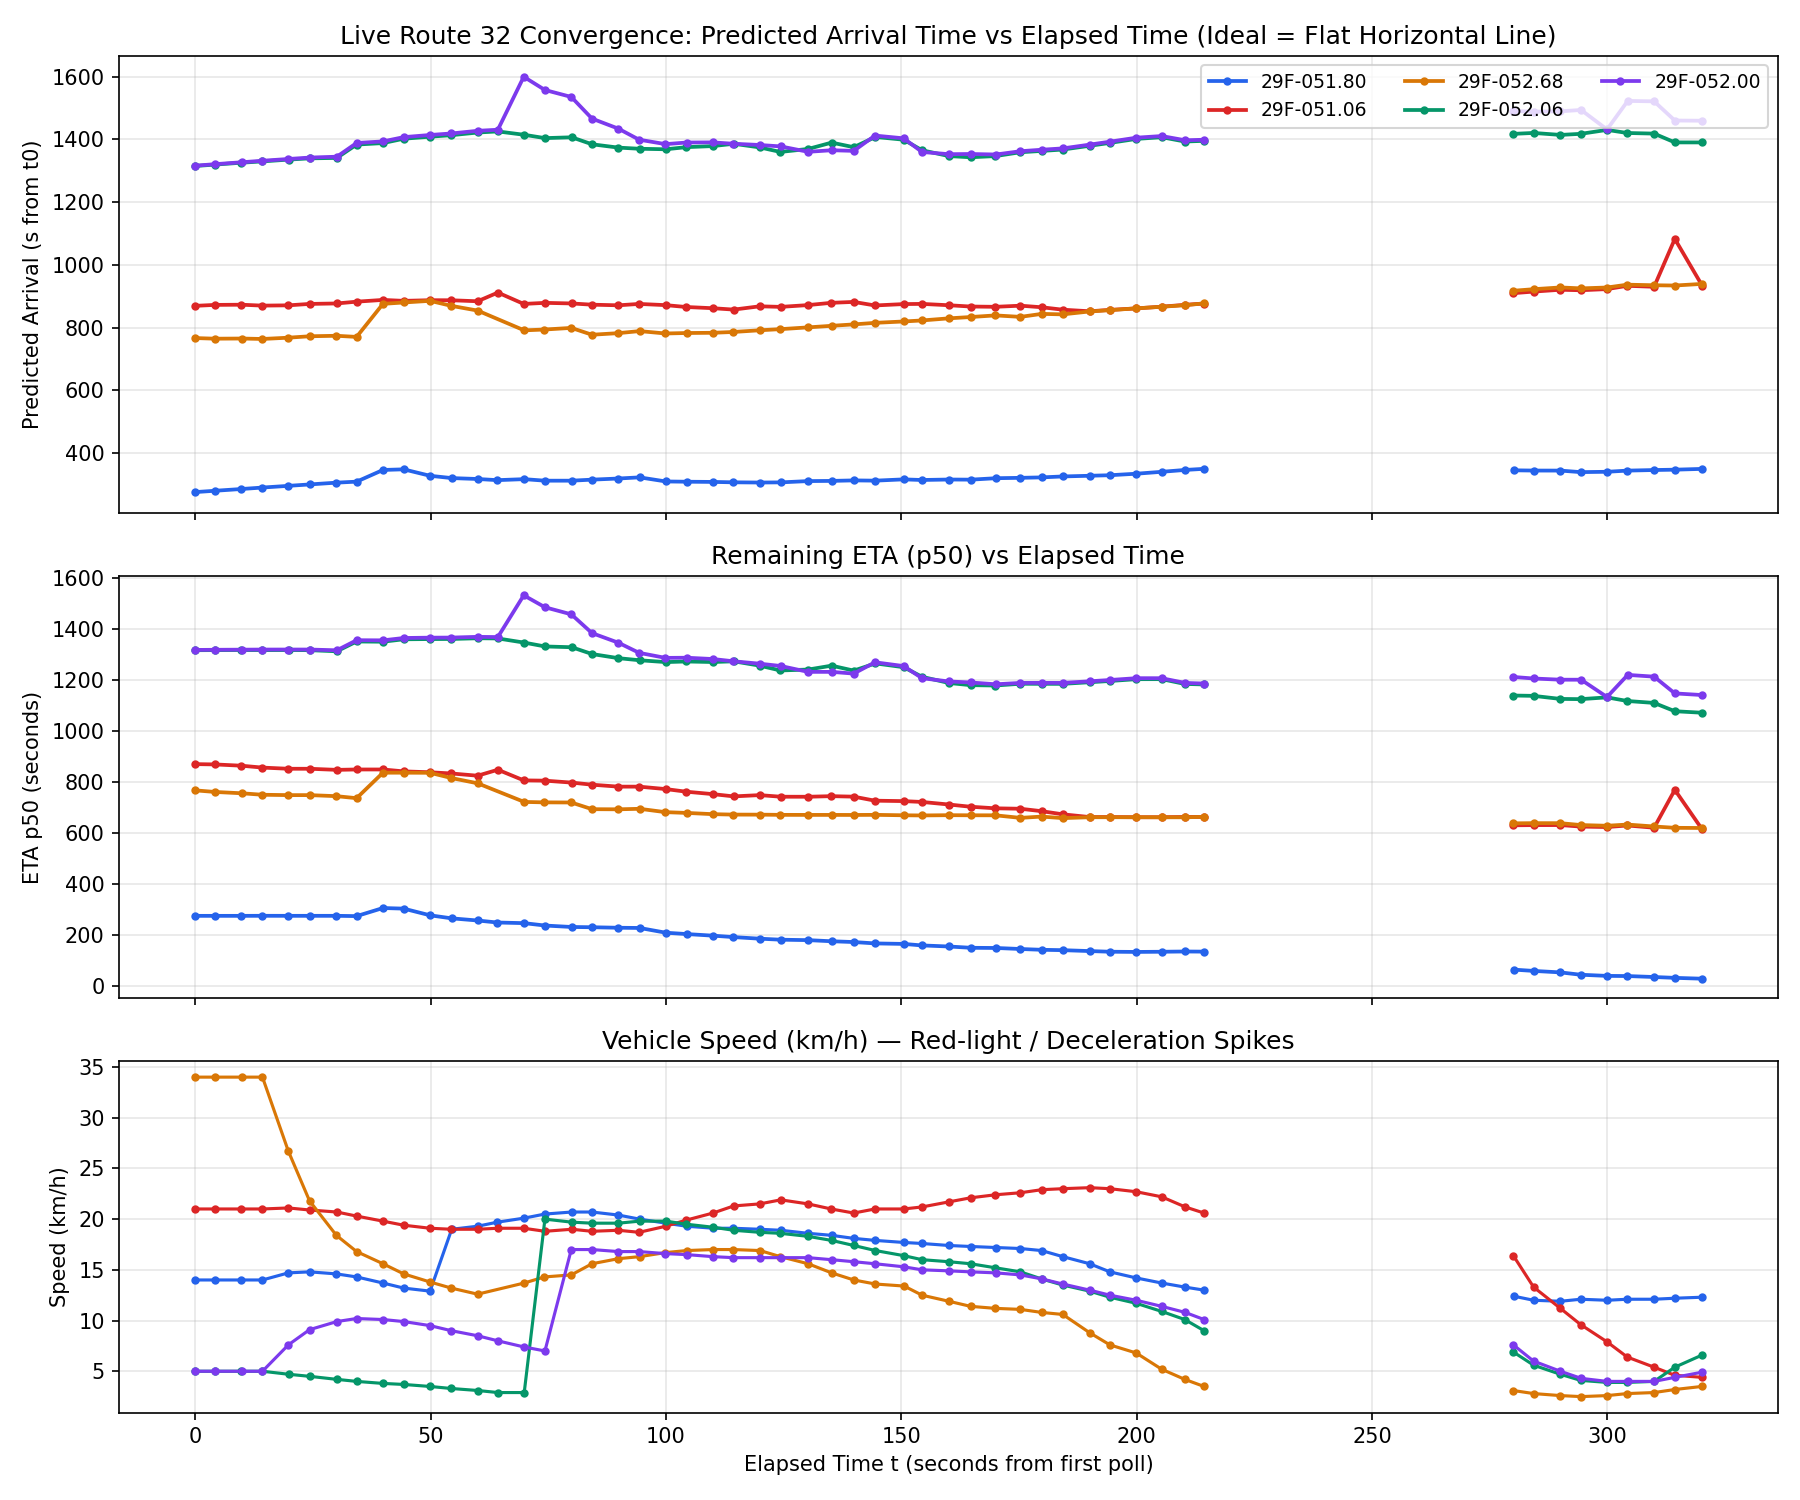 Live Route 32 Convergence: Predicted Arrival Time vs Elapsed Time (Ideal = Flat Horizontal Line)
Predicted Arrival (s from t0)
1600
1400
1200
1000
800
600
400
29F-051.80
29F-051.06
29F-052.68
29F-052.06
29F-052.00
Remaining ETA (p50) vs Elapsed Time
ETA p50 (seconds)
1600
1400
1200
1000
800
600
400
200
0
Vehicle Speed (km/h) — Red-light / Deceleration Spikes
Speed (km/h)
35
30
25
20
15
10
5
0 50 100 150 200 250 300
Elapsed Time t (seconds from first poll)